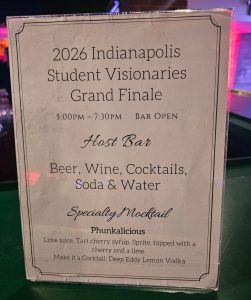 2026 Indianapolis
Student Visionaries
Grand Finale
5:00PM – 7:30PM Bar Open
Host Bar
Beer, Wine, Cocktails,
Soda & Water
Specialty Mocktail
Phunkalicious
Lime juice, Tart cherry syrup, Sprite, topped with a
cherry and a lime
Make it a Cocktail: Deep Eddy Lemon Vodka